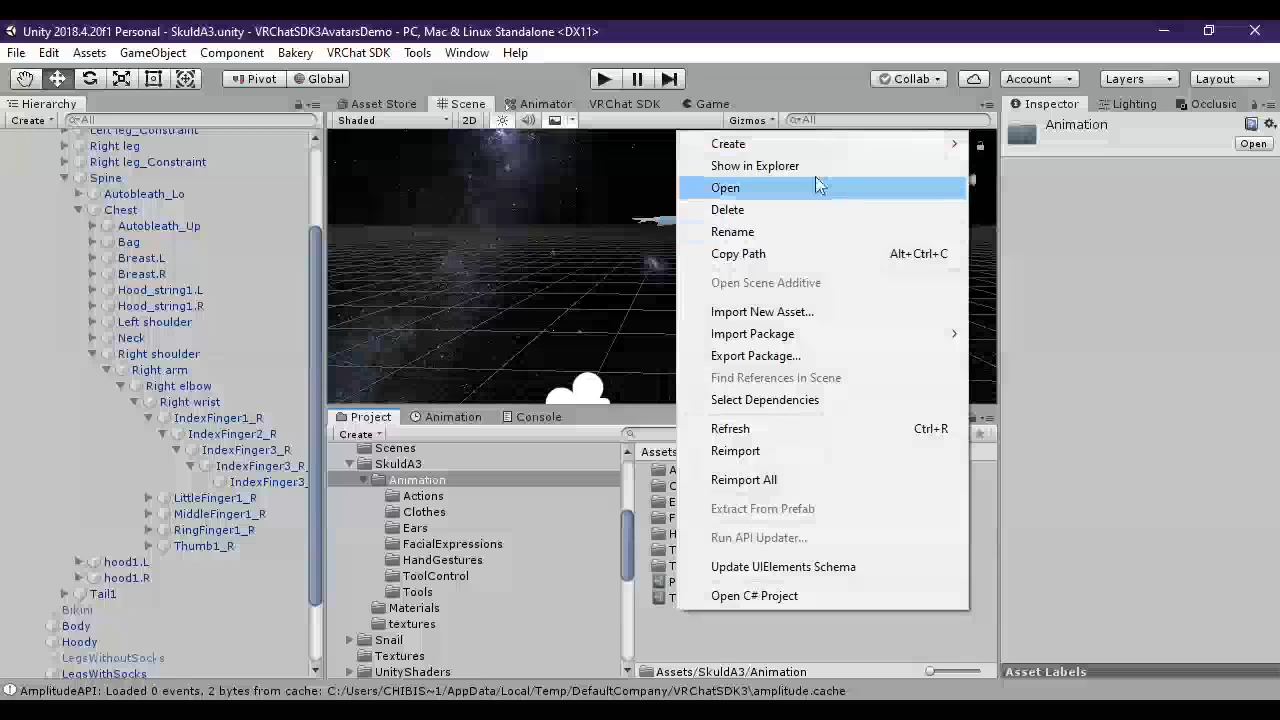 Unity 2018.4.20f1 Personal - SkuldA3.unity - VRChatSDK3AvatarsDemo - PC, Mac & Linux Standalone <DX11>
File Edit Assets GameObject Component Bakery VRChat SDK Tools Window Help
Pivot Global Collab Account Layers Layout
Hierarchy Asset Store Scene Animator VRChat SDK Game Inspector Lighting Occlusic
Create All Shaded 2D Gizmos All
Animation
Open
Left leg_Constraint
Right leg
Right leg_Constraint
Spine
Autobleath_Lo
Chest
Autobleath_Up
Bag
Breast.L
Breast.R
Hood_string1.L
Hood_string1.R
Left shoulder
Neck
Right shoulder
Right arm
Right elbow
Right wrist
IndexFinger1_R
IndexFinger2_R
IndexFinger3_R
IndexFinger3_R_
IndexFinger3_
LittleFinger1_R
MiddleFinger1_R
RingFinger1_R
Thumb1_R
hood1.L
hood1.R
Tail1
Bikini
Body
Hoody
LegsWithoutSocks
LegsWithSocks
Create
Show in Explorer
Open
Delete
Rename
Copy Path Alt+Ctrl+C
Open Scene Additive
Import New Asset...
Import Package
Export Package...
Find References In Scene
Select Dependencies
Refresh Ctrl+R
Reimport
Reimport All
Extract From Prefab
Run API Updater...
Update UIElements Schema
Open C# Project
Project Animation Console
Create
Scenes
SkuldA3
Animation
Actions
Clothes
Ears
FacialExpressions
HandGestures
ToolControl
Tools
Materials
textures
Snail
Textures
UnityShaders
Assets
Assets/SkuldA3/Animation
Asset Labels
AmplitudeAPI: Loaded 0 events, 2 bytes from cache: C:/Users/CHIBIS~1/AppData/Local/Temp/DefaultCompany/VRChatSDK3\amplitude.cache